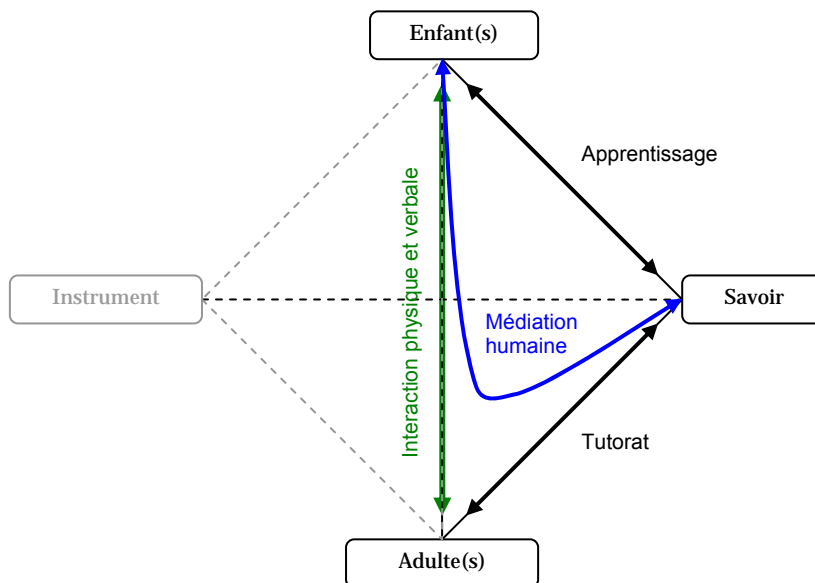 Enfant(s)
Apprentissage
Interaction physique et verbale
Instrument
Savoir
Médiation
humaine
Tutorat
Adulte(s)